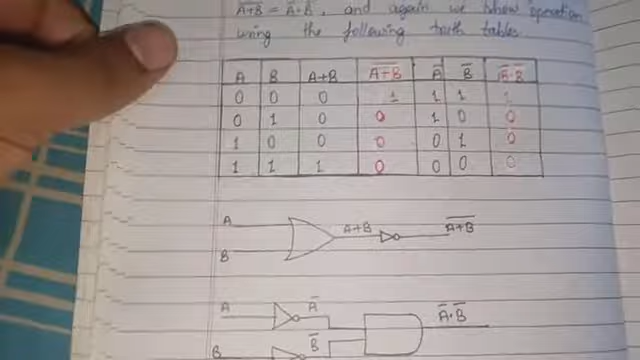 A̅+̅B̅ = A̅·B̅, and again we show operation
using the following truth tables
A B A+B A̅+̅B̅ A̅ B̅ A̅·B̅
0 0 0 1 1 1 1
0 1 0 0 1 0 0
1 0 0 0 0 1 0
1 1 1 0 0 0 0
A
A+B
A̅+̅B̅
B
A
A̅
A̅·B̅
B̅
B